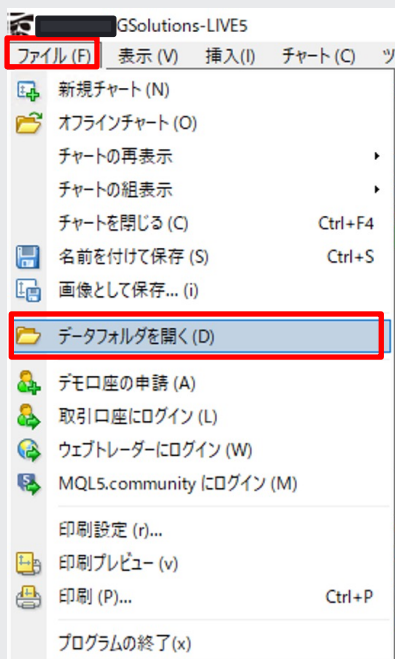 GSolutions-LIVE5
ファイル (F) 表示 (V) 挿入(I) チャート (C) ツ
新規チャート (N)
オフラインチャート (O)
チャートの再表示
チャートの組表示
チャートを閉じる (C) Ctrl+F4
名前を付けて保存 (S) Ctrl+S
画像として保存... (i)
データフォルダを開く (D)
デモ口座の申請 (A)
取引口座にログイン (L)
ウェブトレーダーにログイン (W)
MQL5.community にログイン (M)
印刷設定 (r)...
印刷プレビュー (v)
印刷 (P)... Ctrl+P
プログラムの終了(x)